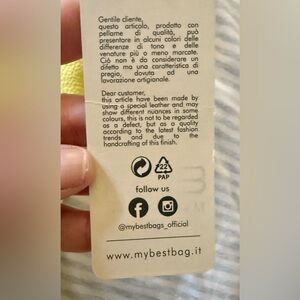 Gentile cliente,
questo articolo, prodotto con
pellame di qualità, può
presentare in alcuni colori delle
differenze di tono e delle
venature più o meno marcate.
Ciò non è da considerare un
difetto ma una caratteristica di
pregio, dovuta ad una
lavorazione artigianale.
Dear customer,
this article have been made by
using a special leather and may
show different nuances in some
colours, this is not to be regarded
as a defect, but as a quality
according to the latest fashion
trends and due to the
handcrafting of this finish.
22
PAP
follow us
@mybestbags_official
www.mybestbag.it